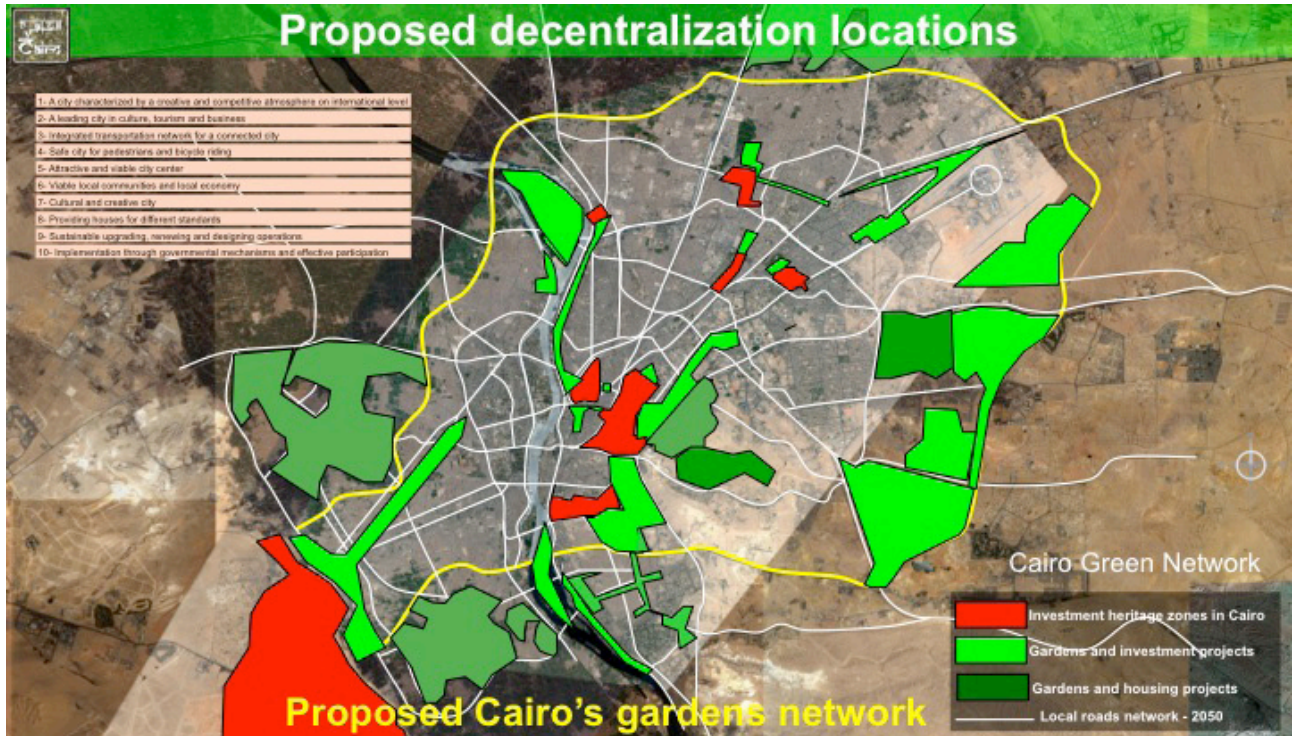 Proposed decentralization locations
1- A city characterized by a creative and competitive atmosphere on international level
2- A leading city in culture, tourism and business
3- Integrated transportation network for a connected city
4- Safe city for pedestrians and bicycle riding
5- Attractive and viable city center
6- Viable local communities and local economy
7- Cultural and creative city
8- Providing houses for different standards
9- Sustainable upgrading, renewing and designing operations
10- Implementation through governmental mechanisms and effective participation
Cairo Green Network
Investment heritage zones in Cairo
Gardens and investment projects
Gardens and housing projects
Local roads network - 2050
Proposed Cairo's gardens network